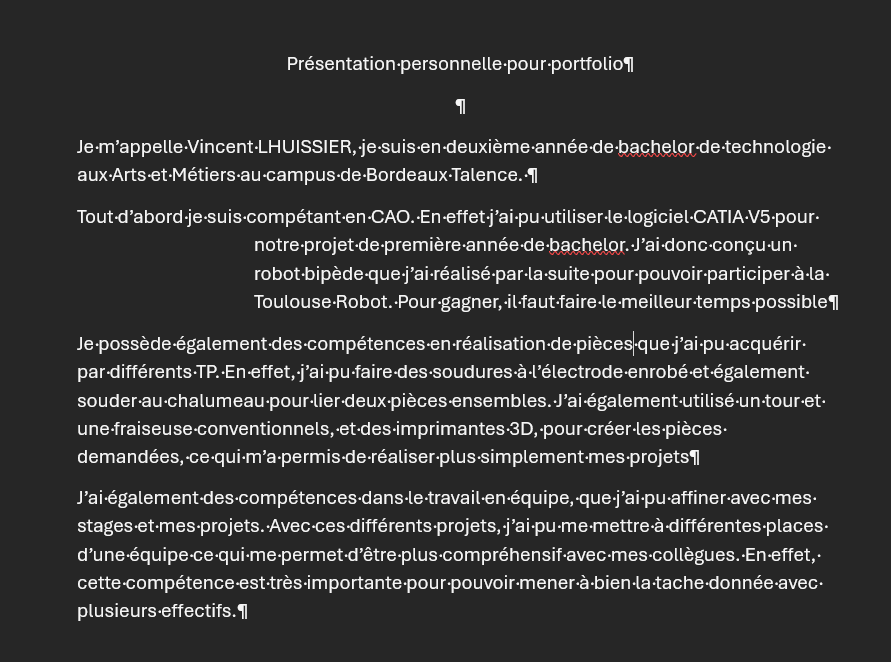 Présentation·personnelle·pour·portfolio¶
¶
Je·m’appelle·Vincent·LHUISSIER,·je·suis·en·deuxième·année·de·bachelor·de·technologie·
aux·Arts·et·Métiers·au·campus·de·Bordeaux·Talence.·¶
Tout·d’abord·je·suis·compétant·en·CAO.·En·effet·j’ai·pu·utiliser·le·logiciel·CATIA·V5·pour·
notre·projet·de·première·année·de·bachelor.·J’ai·donc·conçu·un·
robot·bipède·que·j’ai·réalisé·par·la·suite·pour·pouvoir·participer·à·la·
Toulouse·Robot.·Pour·gagner,·il·faut·faire·le·meilleur·temps·possible¶
Je·possède·également·des·compétences·en·réalisation·de·pièces·que·j’ai·pu·acquérir·
par·différents·TP.·En·effet,·j’ai·pu·faire·des·soudures·à·l’électrode·enrobé·et·également·
souder·au·chalumeau·pour·lier·deux·pièces·ensembles.·J’ai·également·utilisé·un·tour·et·
une·fraiseuse·conventionnels,·et·des·imprimantes·3D,·pour·créer·les·pièces·
demandées,·ce·qui·m’a·permis·de·réaliser·plus·simplement·mes·projets¶
J’ai·également·des·compétences·dans·le·travail·en·équipe,·que·j’ai·pu·affiner·avec·mes·
stages·et·mes·projets.·Avec·ces·différents·projets,·j’ai·pu·me·mettre·à·différentes·places·
d’une·équipe·ce·qui·me·permet·d’être·plus·compréhensif·avec·mes·collègues.·En·effet,·
cette·compétence·est·très·importante·pour·pouvoir·mener·à·bien·la·tache·donnée·avec·
plusieurs·effectifs.¶